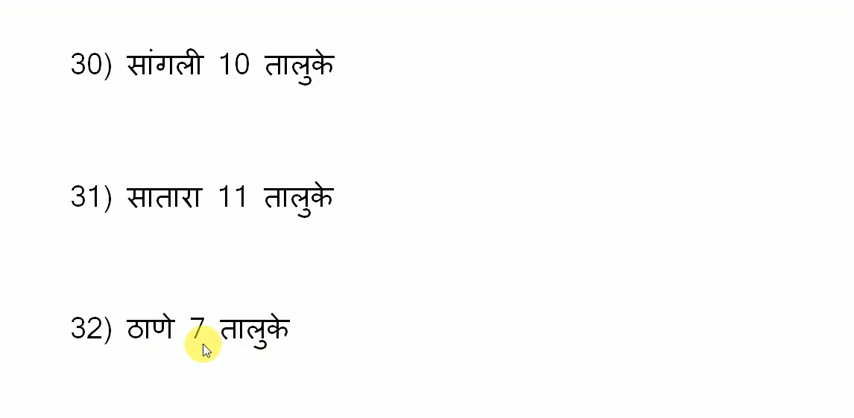 30) सांगली 10 तालुके
31) सातारा 11 तालुके
32) ठाणे 7 तालुके